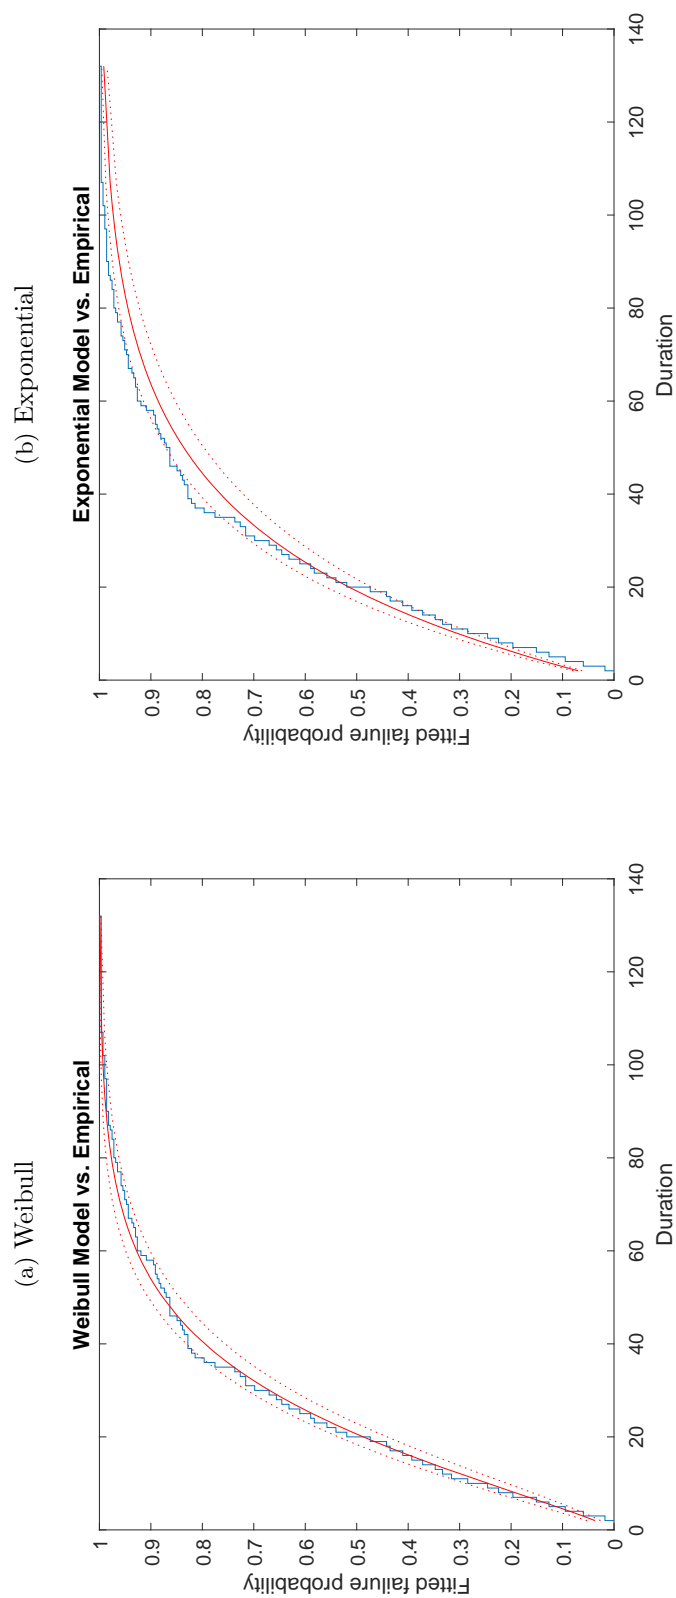 (a) Weibull
Weibull Model vs. Empirical
Fitted failure probability
1
0.9
0.8
0.7
0.6
0.5
0.4
0.3
0.2
0.1
0
0 20 40 60 80 100 120 140
Duration
(b) Exponential
Exponential Model vs. Empirical
Fitted failure probability
1
0.9
0.8
0.7
0.6
0.5
0.4
0.3
0.2
0.1
0
0 20 40 60 80 100 120 140
Duration